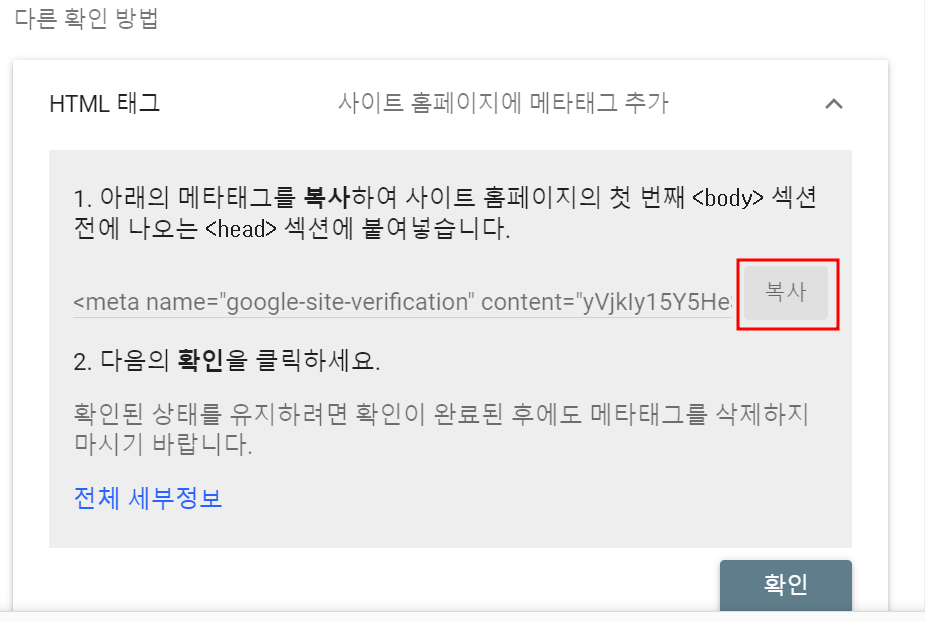 다른 확인 방법
HTML 태그 사이트 홈페이지에 메타태그 추가
1. 아래의 메타태그를 복사하여 사이트 홈페이지의 첫 번째 <body> 섹션
전에 나오는 <head> 섹션에 붙여넣습니다.
<meta name="google-site-verification" content="yVjkIy15Y5HeS 복사
2. 다음의 확인을 클릭하세요.
확인된 상태를 유지하려면 확인이 완료된 후에도 메타태그를 삭제하지
마시기 바랍니다.
전체 세부정보
확인